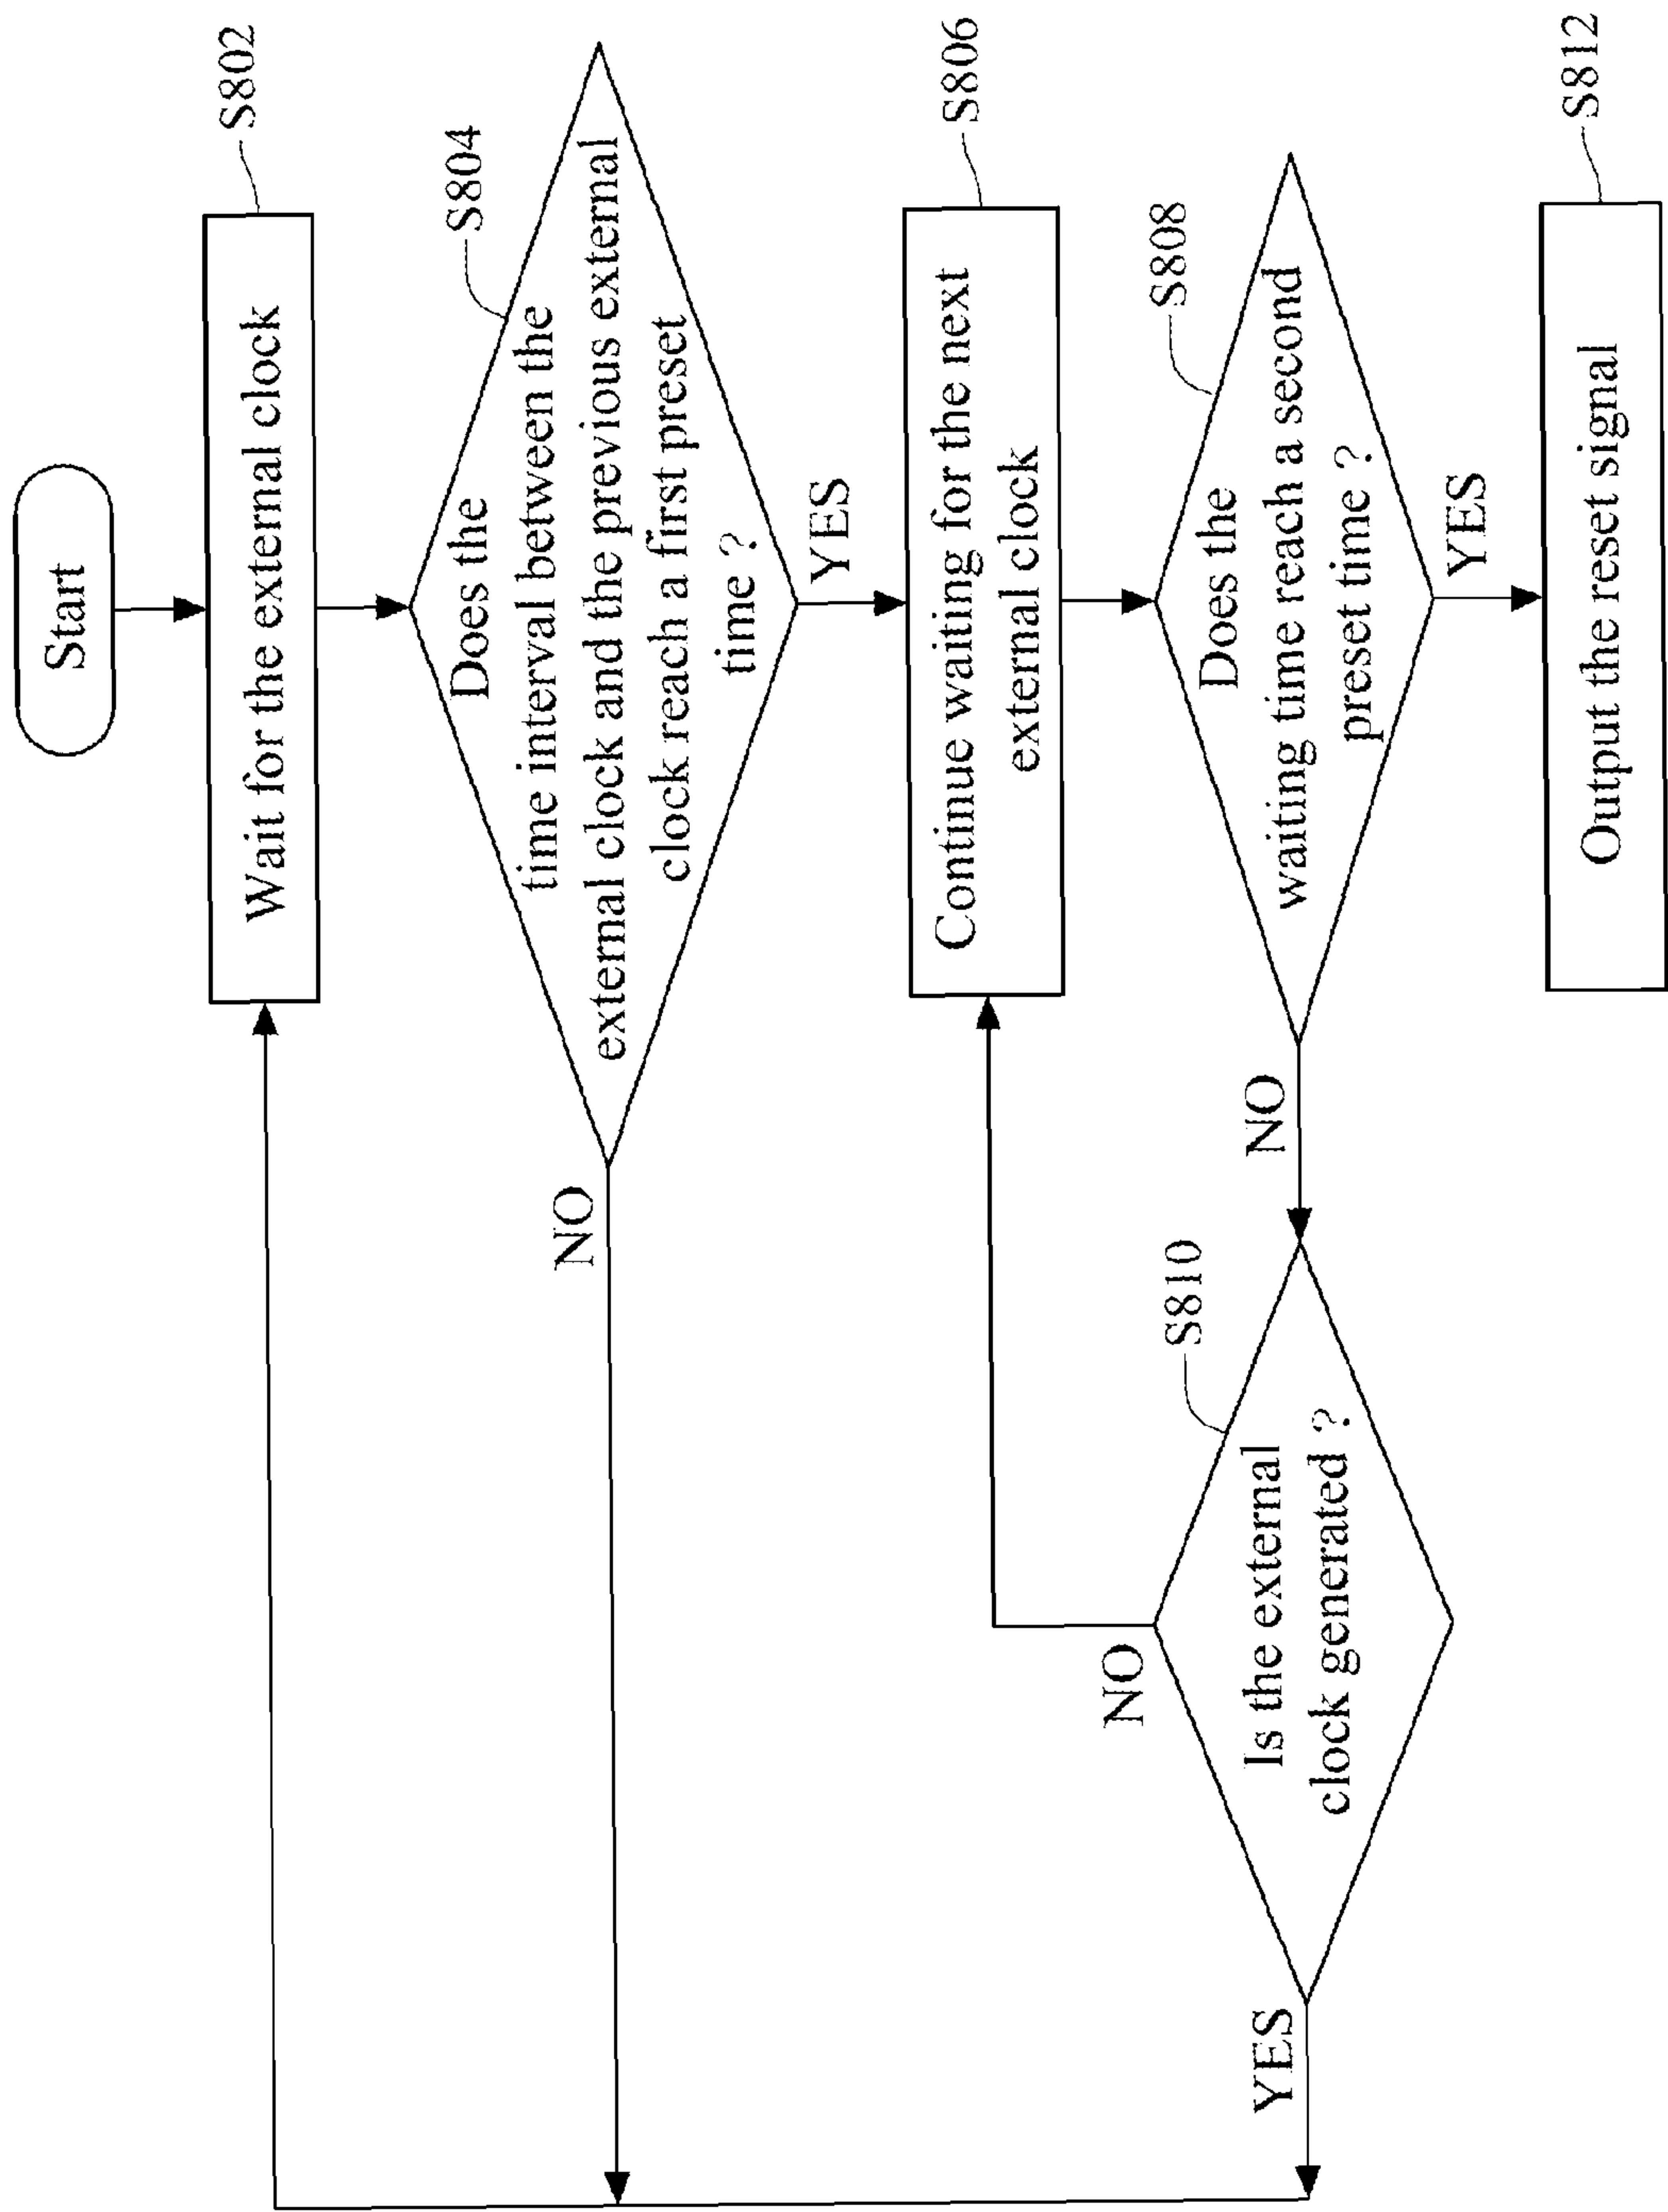 Start
Wait for the external clock
S802
Does the
time interval between the
external clock and the previous external
clock reach a first preset
time ?
S804
NO
YES
Continue waiting for the next
external clock
S806
Does the
waiting time reach a second
preset time ?
S808
NO
YES
Is the external
clock generated ?
S810
NO
YES
Output the reset signal
S812